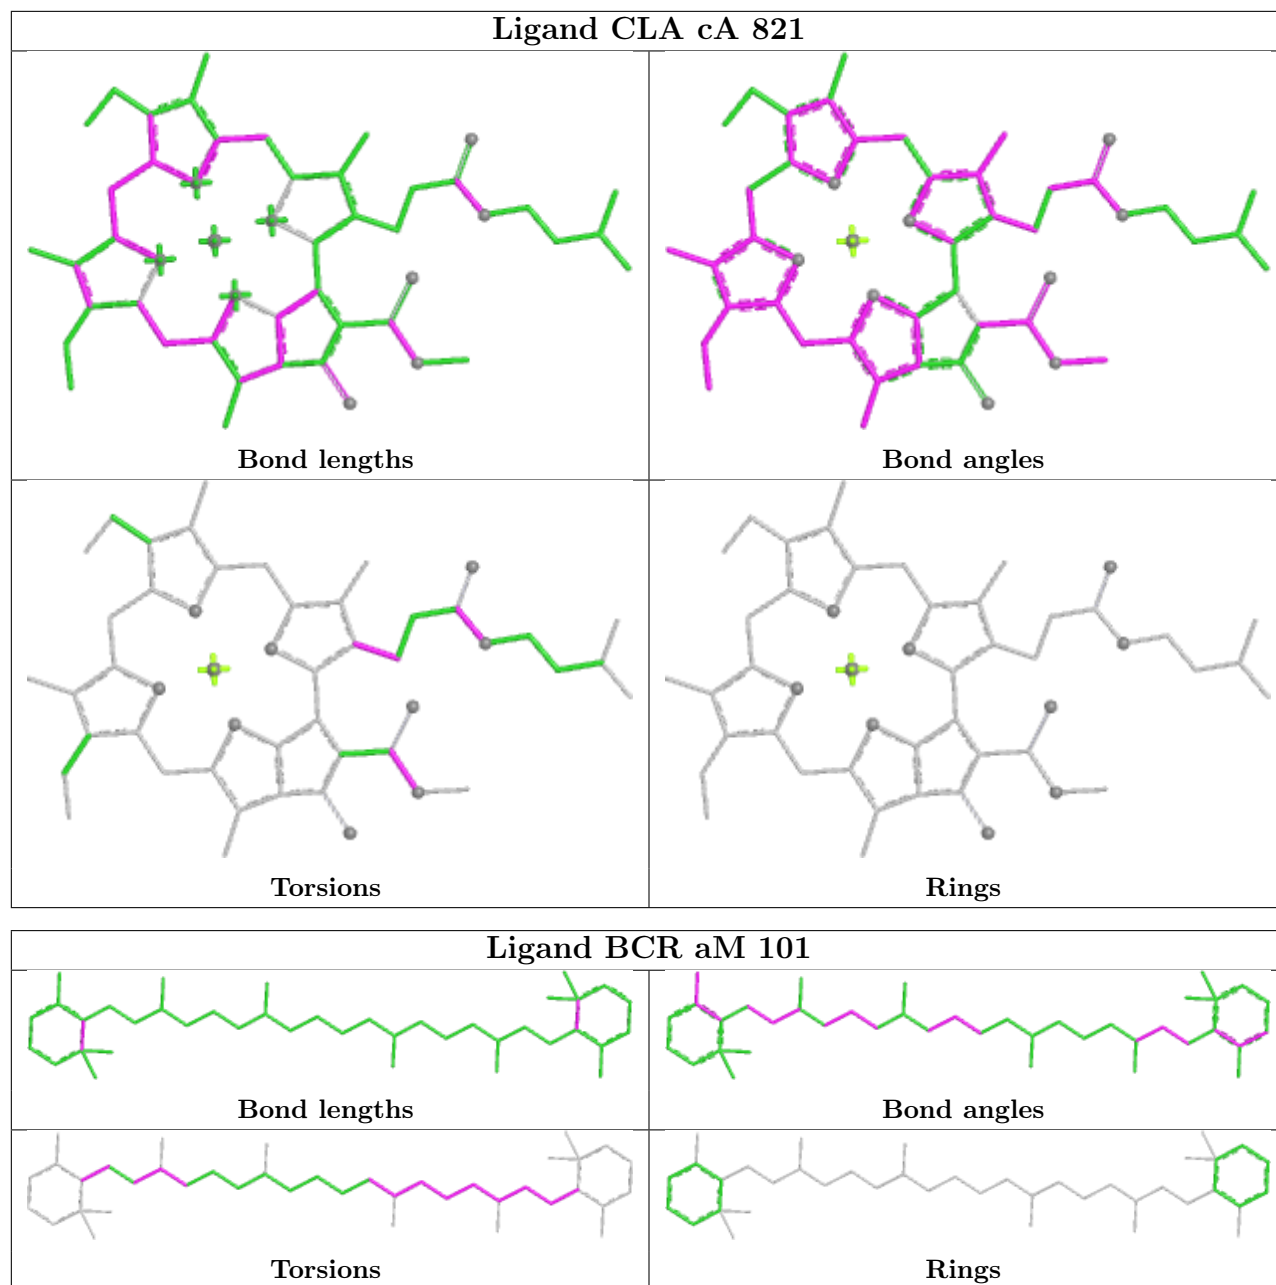 Ligand CLA cA 821
Bond lengths
Bond angles
Torsions
Rings
Ligand BCR aM 101
Bond lengths
Bond angles
Torsions
Rings